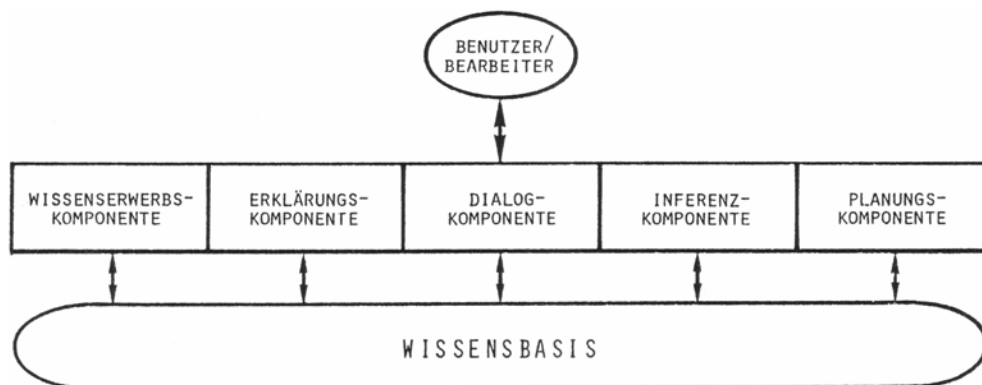 BENUTZER/
BEARBEITER
WISSENSERWERBS-
KOMPONENTE
ERKLÄRUNGS-
KOMPONENTE
DIALOG-
KOMPONENTE
INFERENZ-
KOMPONENTE
PLANUNGS-
KOMPONENTE
WISSENSBASIS